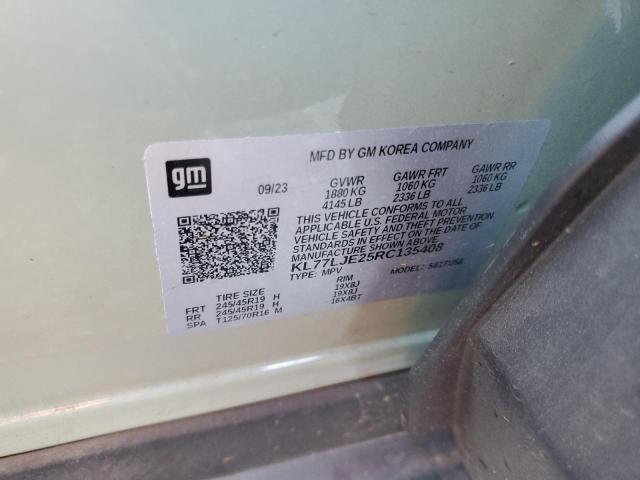 MFD BY GM KOREA COMPANY
gm
09/23
GVWR GAWR FRT GAWR RR
1880 KG 1060 KG 1060 KG
4145 LB 2336 LB 2336 LB
THIS VEHICLE CONFORMS TO ALL
APPLICABLE U.S. FEDERAL MOTOR
VEHICLE SAFETY AND THEFT
STANDARDS IN EFFECT ON THE DATE OF
MANUFACTURE SHOWN ABOVE.
KL77LJE25RC135408
TYPE: MPV MODEL:
TIRE SIZE RIM
FRT 245/45R19 H 19X8J
RR 245/45R19 H 19X8J
SPA T125/70R16 M 16X4BT